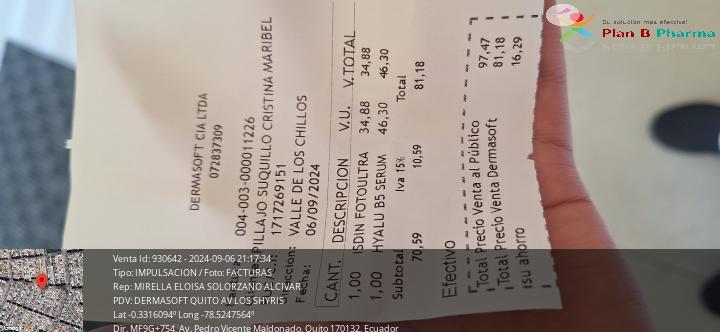 DERMASOFT CIA LTDA
072837309
004-003-000011226
PILLAJO SUQUILLO CRISTINA MARIBEL
1717269151
VALLE DE LOS CHILLOS
Fecha: 06/09/2024
CANT. DESCRIPCION V.U. V.TOTAL
1,00 ISDIN FOTOULTRA 34,88 34,88
1,00 HYALU B5 SERUM 46,30 46,30
Subtotal Iva 15% Total
70,59 10,59 81,18
Efectivo
Total Precio Venta al Público 97,47
Total Precio Venta Dermasoft 81,18
su ahorro 16,29
Su solución más efectiva!
Plan B Pharma
Venta Id: 930642 - 2024-09-06 21:17:34
Tipo: IMPULSACION / Foto: FACTURAS
Rep: MIRELLA ELOISA SOLORZANO ALCIVAR
PDV: DERMASOFT QUITO AV LOS SHYRIS
Lat -0.3316094º Long -78.5247564º
Dir. MF9G+754, Av. Pedro Vicente Maldonado, Quito 170132, Ecuador